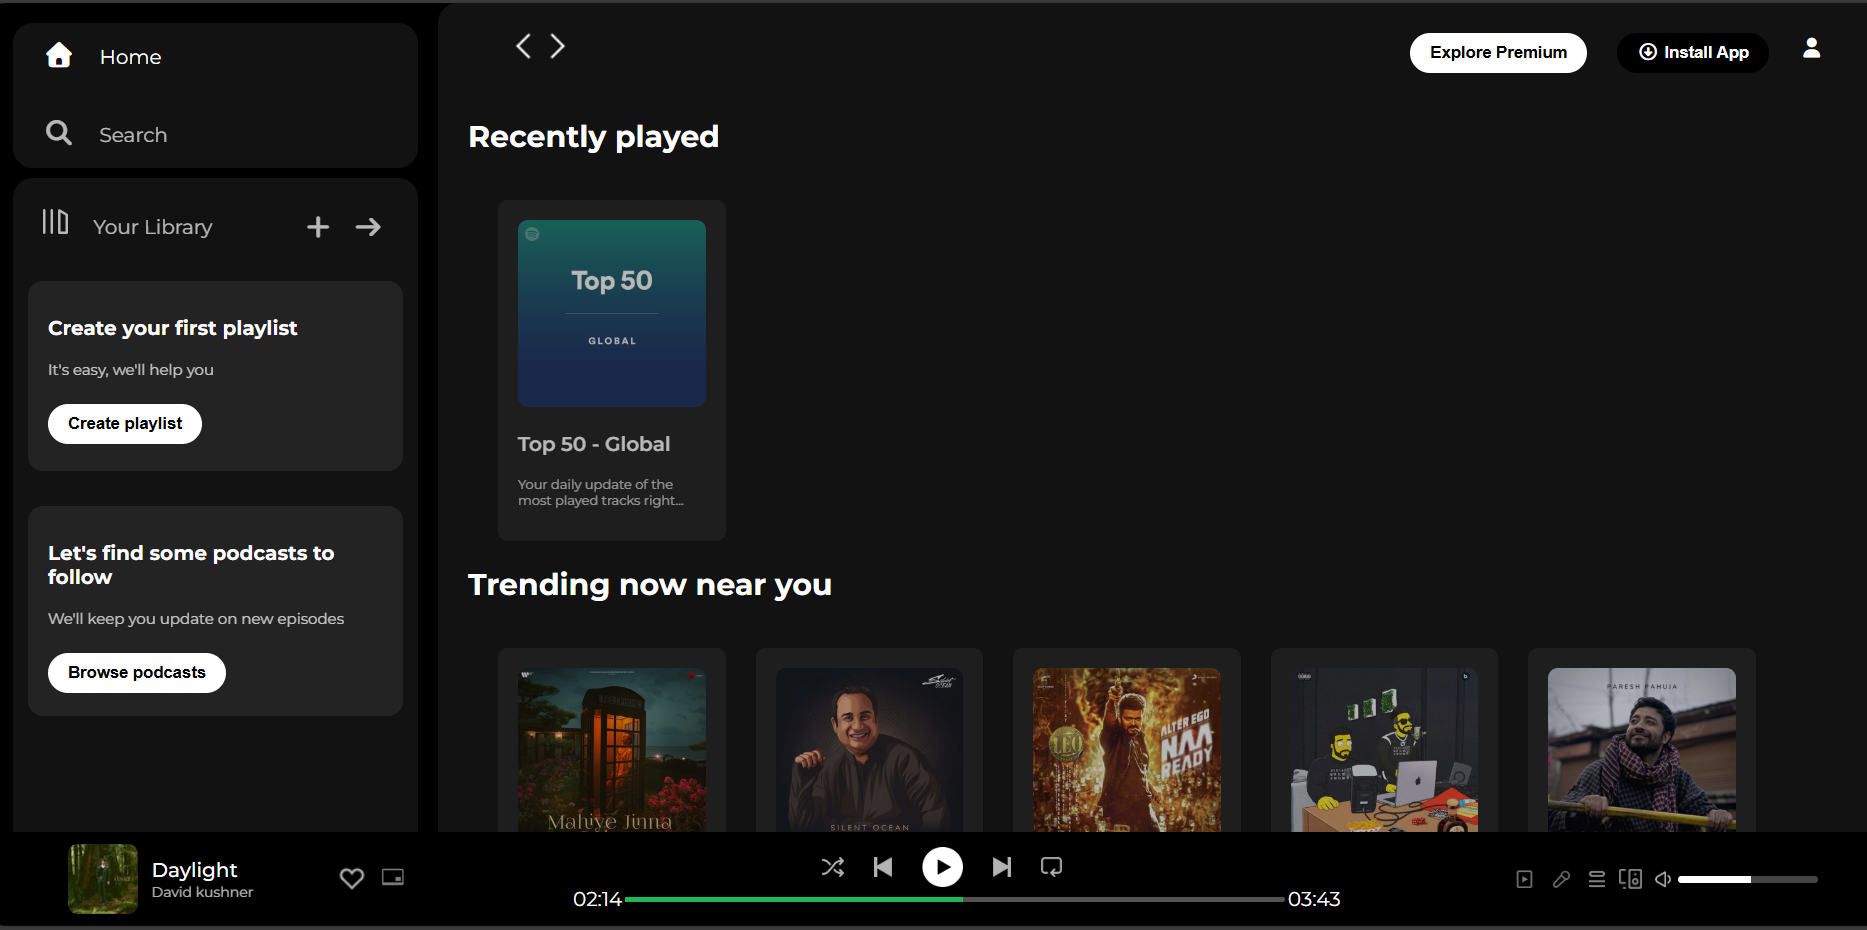 Home
Search
Your Library
Create your first playlist
It's easy, we'll help you
Create playlist
Let's find some podcasts to
follow
We'll keep you update on new episodes
Browse podcasts
Explore Premium
Install App
Recently played
Top 50
GLOBAL
Top 50 - Global
Your daily update of the
most played tracks right...
Trending now near you
Mahiye Jinna
SILENT OCEAN
LEO
ALTER EGO
NAA
READY
PARESH PAHUJA
Daylight
David kushner
02:14
03:43